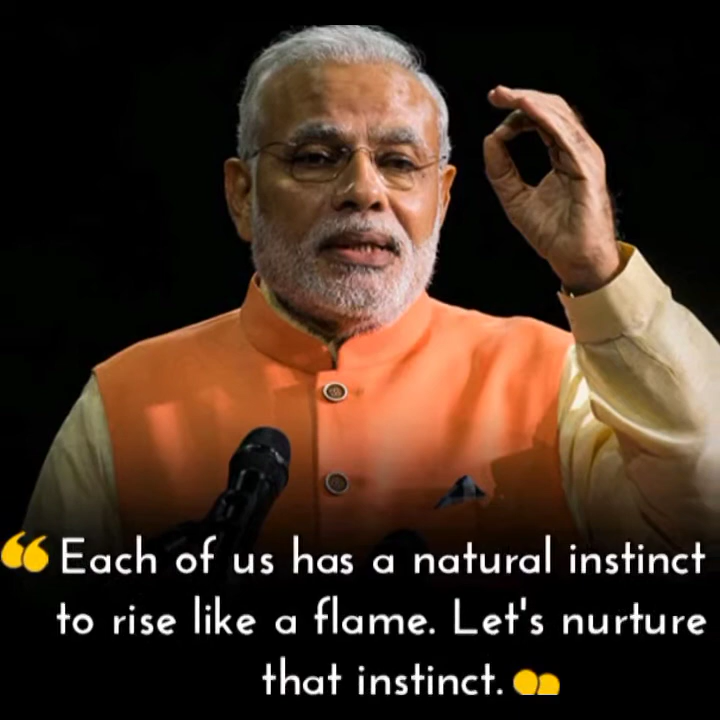 “Each of us has a natural instinct
to rise like a flame. Let's nurture
that instinct.”